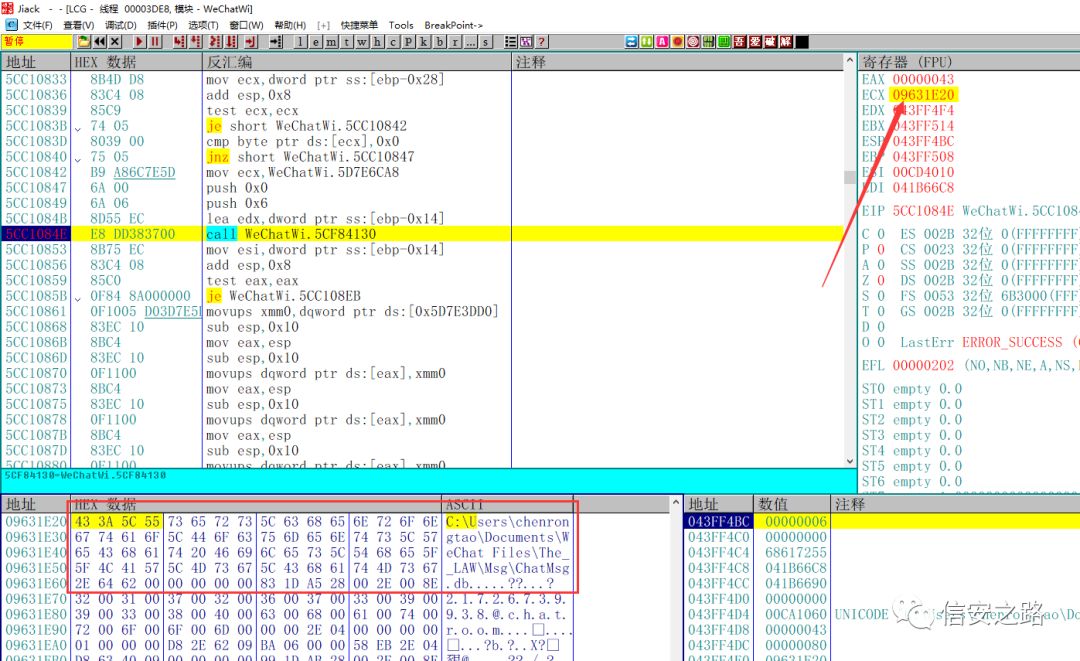 Jiack - - [LCG - 线程 00003DE8, 模块 - WeChatWi]
文件(F) 查看(V) 调试(D) 插件(P) 选项(T) 窗口(W) 帮助(H) [+] 快捷菜单 Tools BreakPoint->
暂停 l e m t w h c P k b r ... s ? 吾 爱 破 解
地址 HEX 数据 反汇编 注释
5CC10833 8B4D D8 mov ecx,dword ptr ss:[ebp-0x28]
5CC10836 83C4 08 add esp,0x8
5CC10839 85C9 test ecx,ecx
5CC1083B 74 05 je short WeChatWi.5CC10842
5CC1083D 8039 00 cmp byte ptr ds:[ecx],0x0
5CC10840 75 05 jnz short WeChatWi.5CC10847
5CC10842 B9 A86C7E5D mov ecx,WeChatWi.5D7E6CA8
5CC10847 6A 00 push 0x0
5CC10849 6A 06 push 0x6
5CC1084B 8D55 EC lea edx,dword ptr ss:[ebp-0x14]
5CC1084E E8 DD383700 call WeChatWi.5CF84130
5CC10853 8B75 EC mov esi,dword ptr ss:[ebp-0x14]
5CC10856 83C4 08 add esp,0x8
5CC10859 85C0 test eax,eax
5CC1085B 0F84 8A000000 je WeChatWi.5CC108EB
5CC10861 0F1005 D03D7E5D movups xmm0,dqword ptr ds:[0x5D7E3DD0]
5CC10868 83EC 10 sub esp,0x10
5CC1086B 8BC4 mov eax,esp
5CC1086D 83EC 10 sub esp,0x10
5CC10870 0F1100 movups dqword ptr ds:[eax],xmm0
5CC10873 8BC4 mov eax,esp
5CC10875 83EC 10 sub esp,0x10
5CC10878 0F1100 movups dqword ptr ds:[eax],xmm0
5CC1087B 8BC4 mov eax,esp
5CC1087D 83EC 10 sub esp,0x10
5CC10880 0F1100 movups dqword ptr ds:[eax],xmm0
5CF84130=WeChatWi.5CF84130
寄存器 (FPU)
EAX 00000043
ECX 09631E20
EDX 043FF4F4
EBX 043FF514
ESP 043FF4BC
EBP 043FF508
ESI 00CD4010
EDI 041B66C8
EIP 5CC1084E WeChatWi.5CC1084
C 0 ES 002B 32位 0(FFFFFFFF)
P 0 CS 0023 32位 0(FFFFFFFF)
A 0 SS 002B 32位 0(FFFFFFFF)
Z 0 DS 002B 32位 0(FFFFFFFF)
S 0 FS 0053 32位 6B3000(FFF)
T 0 GS 002B 32位 0(FFFFFFFF)
D 0
O 0 LastErr ERROR_SUCCESS (
EFL 00000202 (NO,NB,NE,A,NS,
ST0 empty 0.0
ST1 empty 0.0
ST2 empty 0.0
ST3 empty 0.0
ST4 empty 0.0
ST5 empty 0.0
ST6 empty 0.0
地址 HEX 数据 ASCII
09631E20 43 3A 5C 55 73 65 72 73 5C 63 68 65 6E 72 6F 6E C:\Users\chenron
09631E30 67 74 61 6F 5C 44 6F 63 75 6D 65 6E 74 73 5C 57 gtao\Documents\W
09631E40 65 43 68 61 74 20 46 69 6C 65 73 5C 54 68 65 5F eChat Files\The_
09631E50 5F 4C 41 57 5C 4D 73 67 5C 43 68 61 74 4D 73 67 _LAW\Msg\ChatMsg
09631E60 2E 64 62 00 00 00 00 00 83 1D A5 28 00 2E 00 8E .db.....??...?
09631E70 32 00 31 00 37 00 32 00 36 00 37 00 33 00 39 00 2.1.7.2.6.7.3.9.
09631E80 39 00 33 00 38 00 40 00 63 00 68 00 61 00 74 00 9.3.8.@.c.h.a.t.
09631E90 72 00 6F 00 6F 00 6D 00 00 00 2E 04 00 00 00 00 r.o.o.m....□....
09631EA0 01 00 00 00 D8 2E 62 09 BA 06 00 00 58 EB 2E 04 □...?b.?..X?□
地址 数值 注释
043FF4BC 00000006
043FF4C0 00000000
043FF4C4 68617255
043FF4C8 041B66C8
043FF4CC 041B6690
043FF4D0 00000000
043FF4D4 00CA1060 UNICODE
043FF4D8 00000043
043FF4DC 00000080
信安之路